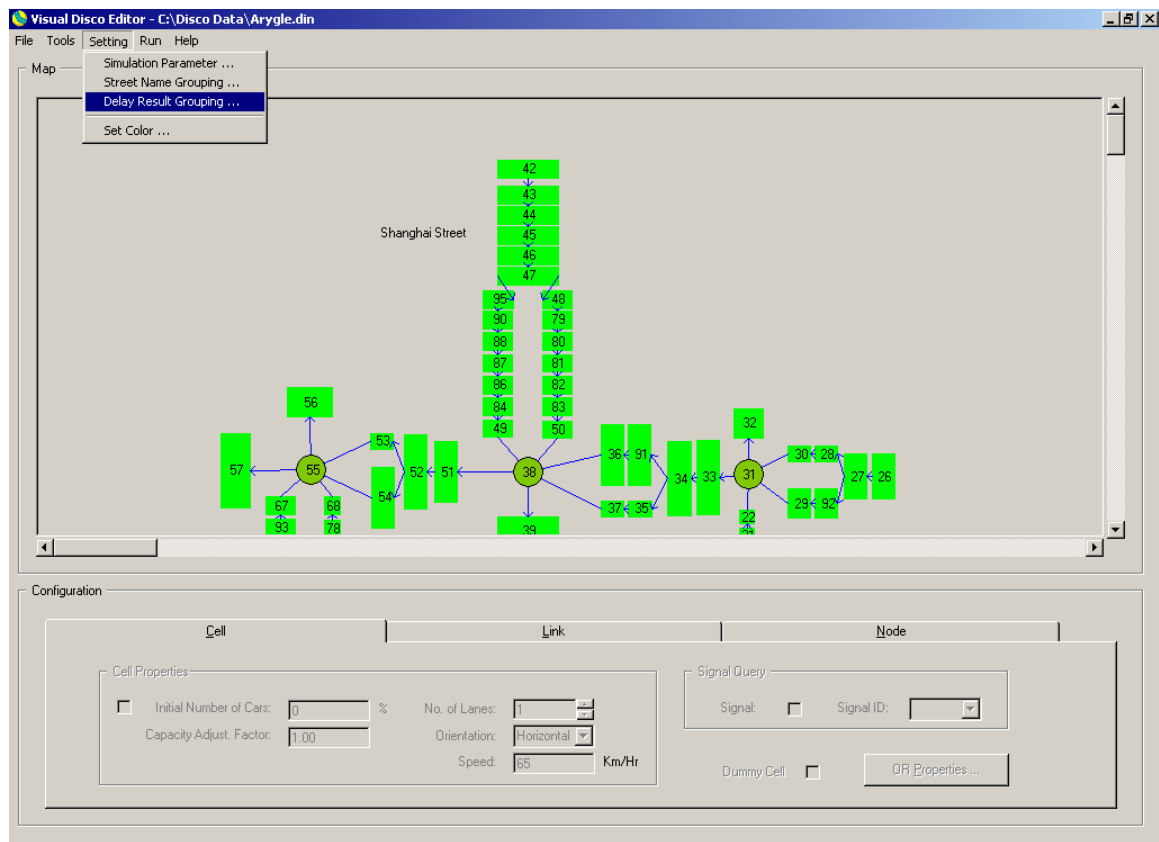 Visual Disco Editor - C:\Disco Data\Arygle.din
File Tools Setting Run Help
Simulation Parameter ...
Street Name Grouping ...
Delay Result Grouping ...
Set Color ...
Map
42
43
44
Shanghai Street 45
46
47
95 48
90 79
88 80
87 81
86 82
84 83
49 50
56 32
53 36 91 30 28
57 55 52 51 38 34 33 31 27 26
54 37 35 29 92
67 68 22
93 78 39 21
Configuration
Cell Link Node
Cell Properties Signal Query
Initial Number of Cars: 0 % No. of Lanes: 1 Signal: Signal ID:
Capacity Adjust. Factor: 1.00 Orientation: Horizontal
Speed: 65 Km/Hr
Dummy Cell OR Properties ...